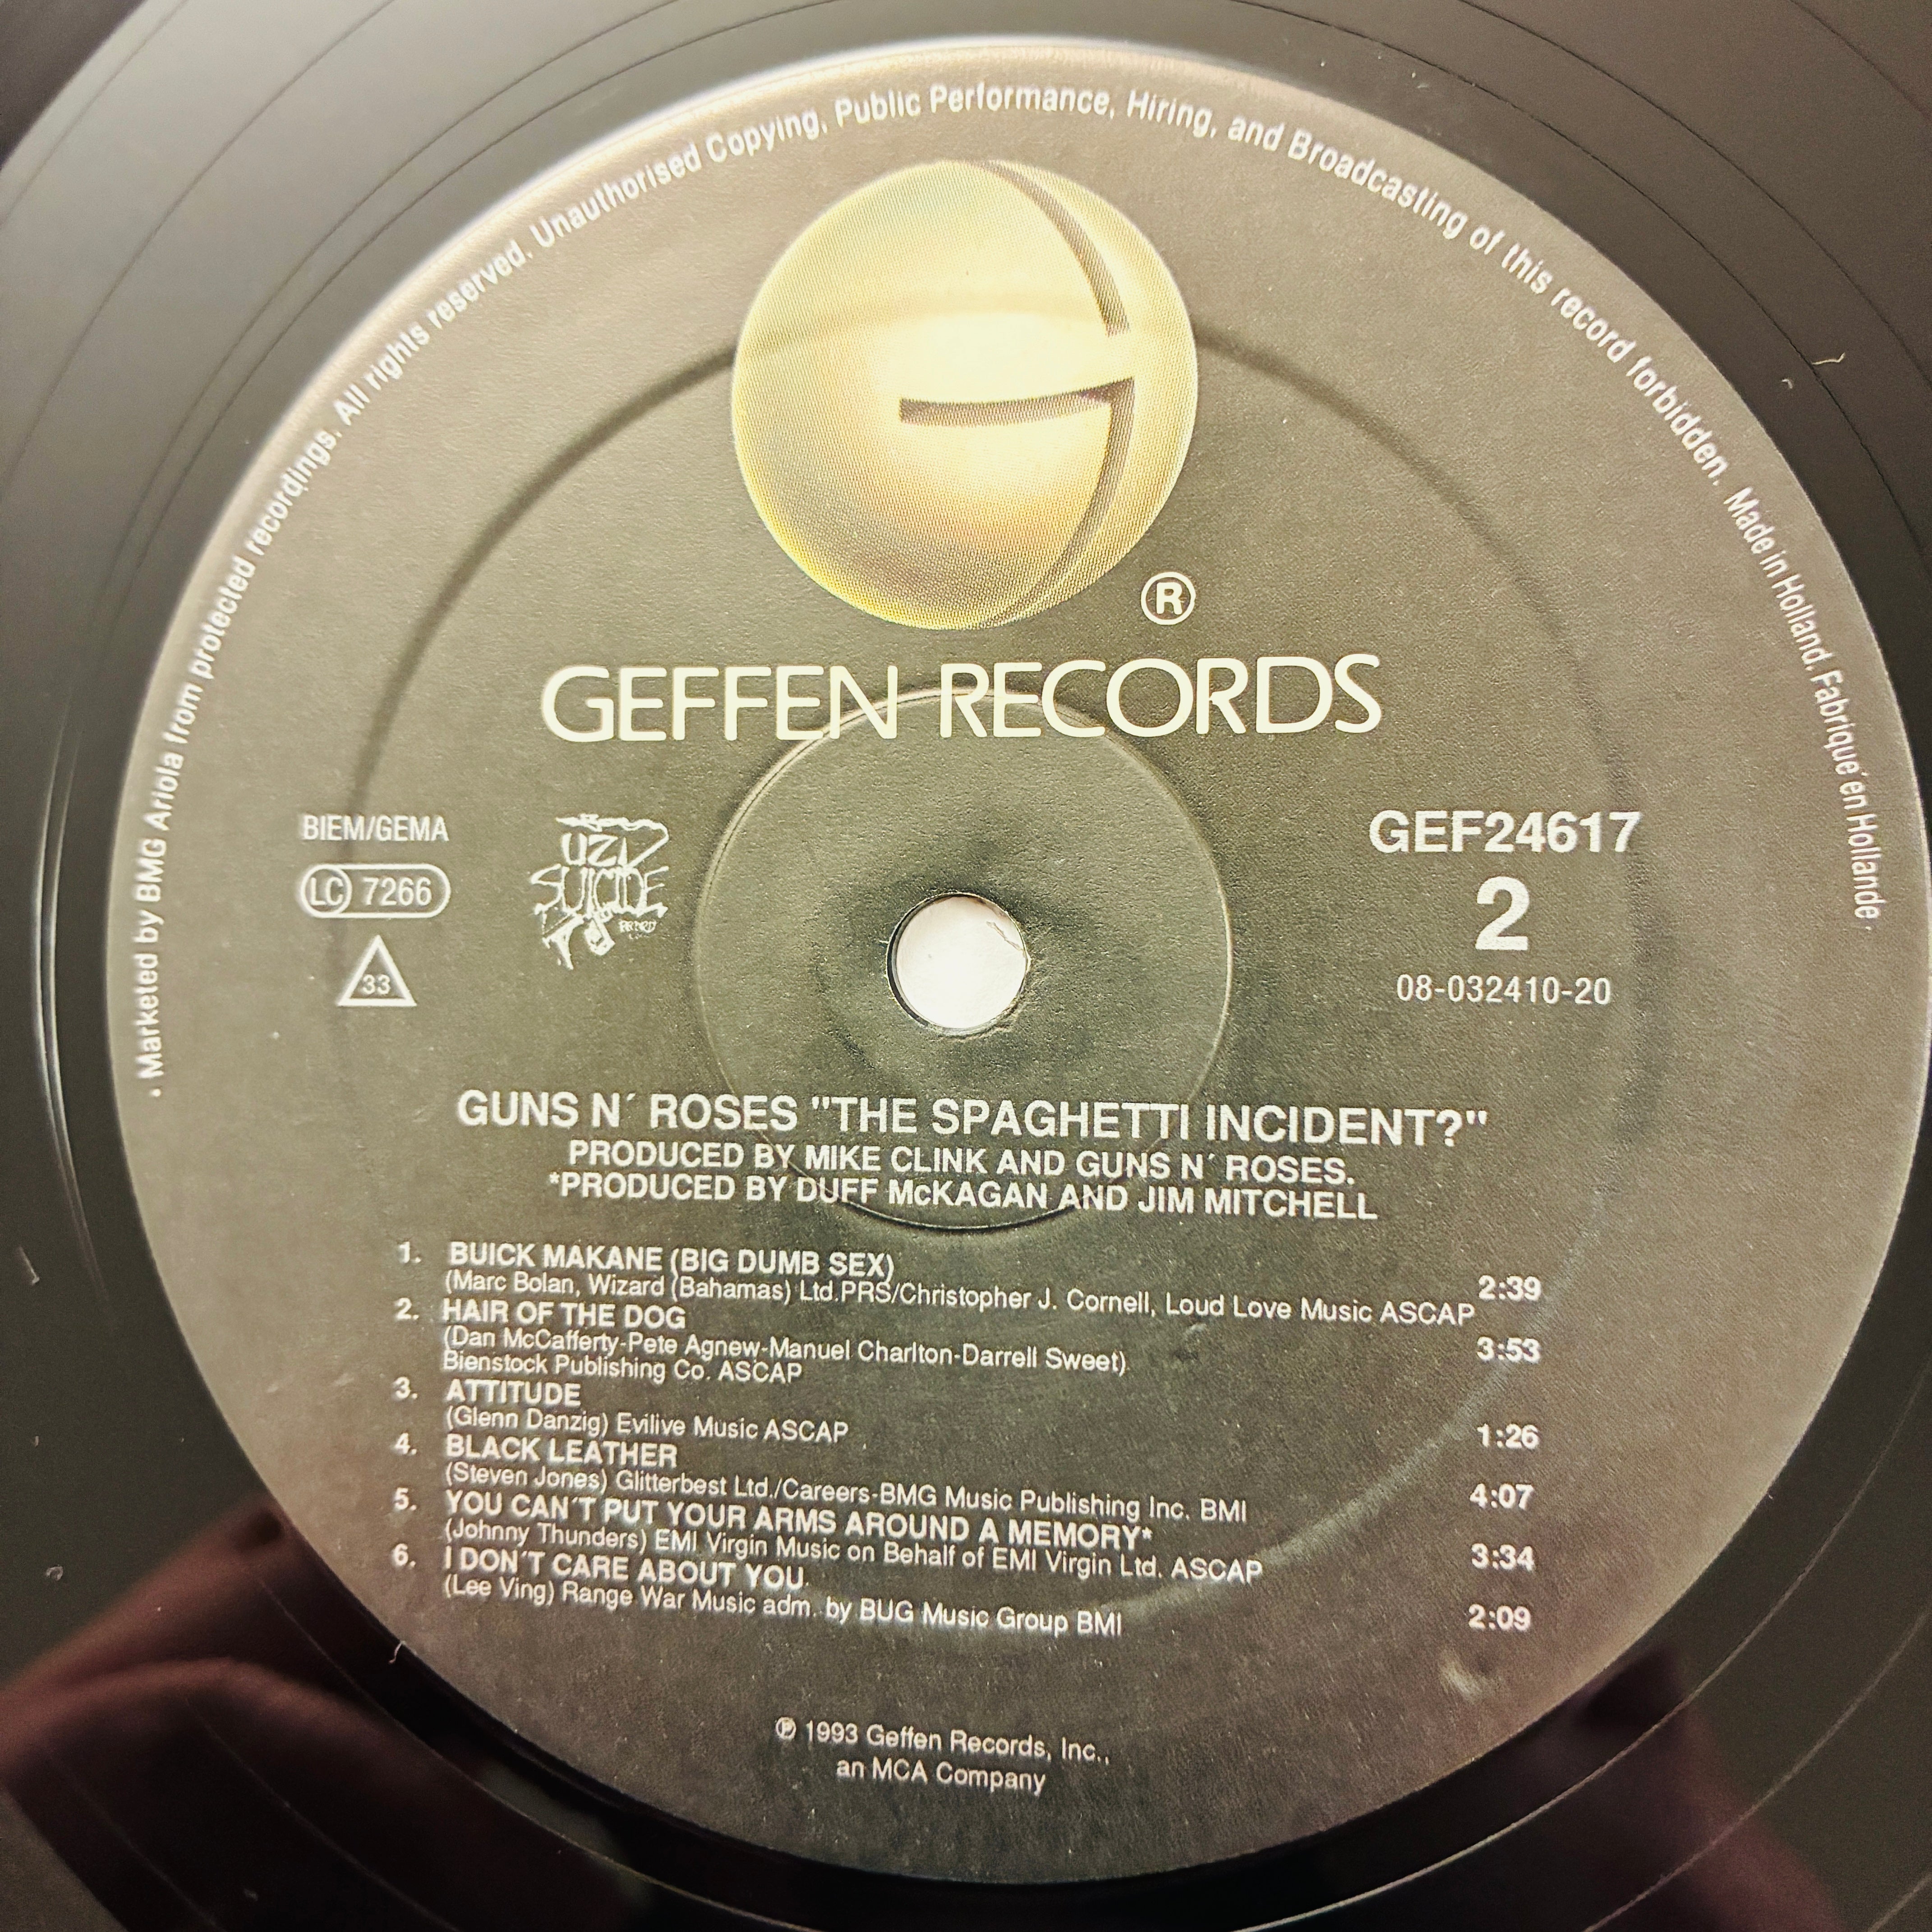 • Marketed by BMG Ariola from protected recordings. All rights reserved. Unauthorised Copying, Public Performance, Hiring, and Broadcasting of this record forbidden. Made in Holland. Fabriqué en Hollande.
®
GEFFEN RECORDS
BIEM/GEMA
LC 7266
33
UZI
SUICIDE
GEF24617
2
08-032410-20
GUNS N´ ROSES "THE SPAGHETTI INCIDENT?"
PRODUCED BY MIKE CLINK AND GUNS N´ ROSES.
*PRODUCED BY DUFF McKAGAN AND JIM MITCHELL
1. BUICK MAKANE (BIG DUMB SEX)
(Marc Bolan, Wizard (Bahamas) Ltd.PRS/Christopher J. Cornell, Loud Love Music ASCAP 2:39
2. HAIR OF THE DOG
(Dan McCafferty-Pete Agnew-Manuel Charlton-Darrell Sweet) 3:53
Bienstock Publishing Co. ASCAP
3. ATTITUDE
(Glenn Danzig) Evilive Music ASCAP 1:26
4. BLACK LEATHER
(Steven Jones) Glitterbest Ltd./Careers-BMG Music Publishing Inc. BMI 4:07
5. YOU CAN´T PUT YOUR ARMS AROUND A MEMORY*
(Johnny Thunders) EMI Virgin Music on Behalf of EMI Virgin Ltd. ASCAP 3:34
6. I DON´T CARE ABOUT YOU
(Lee Ving) Range War Music adm. by BUG Music Group BMI 2:09
℗ 1993 Geffen Records, Inc.,
an MCA Company